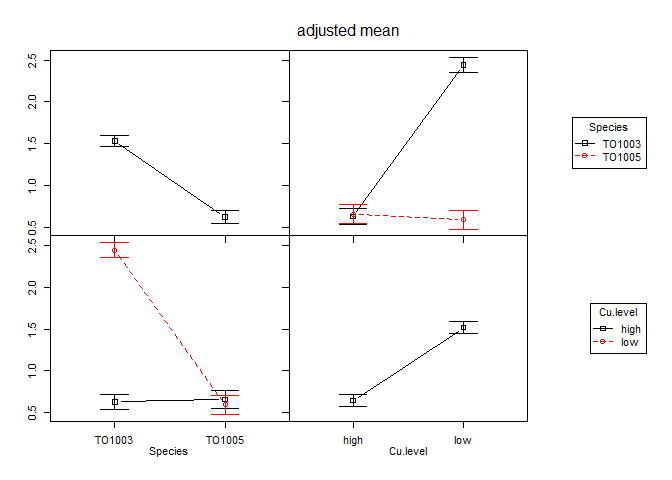 adjusted mean
2.5
2.0
1.5
1.0
0.5
Species
TO1003
TO1005
2.5
2.0
1.5
1.0
0.5
Cu.level
high
low
TO1003 TO1005 high low
Species Cu.level